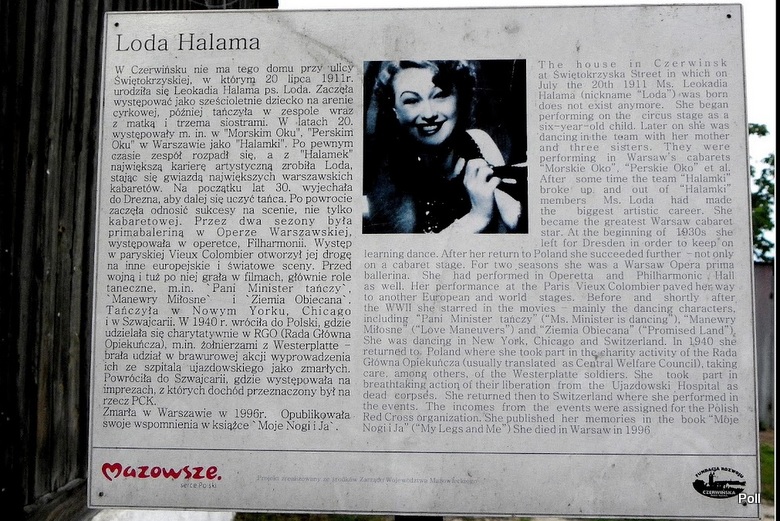 Loda Halama
W Czerwińsku nie ma tego domu przy ulicy
Świętokrzyskiej, w którym 20 lipca 1911r.
urodziła się Leokadia Halama ps. Loda. Zaczęła
występować jako sześcioletnie dziecko na arenie
cyrkowej, później tańczyła w zespole wraz
z matką i trzema siostrami. W latach 20.
występowały m. in. w "Morskim Oku", "Perskim
Oku" w Warszawie jako "Halamki". Po pewnym
czasie zespół rozpadł się, a z "Halamek"
największą karierę artystyczną zrobiła Loda,
stając się gwiazdą największych warszawskich
kabaretów. Na początku lat 30. wyjechała
do Drezna, aby dalej się uczyć tańca. Po powrocie
zaczęła odnosić sukcesy na scenie, nie tylko
kabaretowej. Przez dwa sezony była
primabaleriną w Operze Warszawskiej,
występowała w operetce, Filharmonii. Występ
w paryskiej Vieux Colombier otworzył jej drogę
na inne europejskie i światowe sceny. Przed
wojną i tuż po niej grała w filmach, głównie role
taneczne, m.in. `Pani Minister tańczy`,
`Manewry Miłosne` i `Ziemia Obiecana`.
Tańczyła w Nowym Yorku, Chicago
i w Szwajcarii. W 1940 r. wróciła do Polski, gdzie
udzielała się charytatywnie w RGO (Rada Główna
Opiekuńcza), m.in. żołnierzami z Westerplatte -
brała udział w brawurowej akcji wyprowadzenia
ich ze szpitala ujazdowskiego jako zmarłych.
Powróciła do Szwajcarii, gdzie występowała na
imprezach, z których dochód przeznaczony był na
rzecz PCK.
Zmarła w Warszawie w 1996r. Opublikowała
swoje wspomnienia w książce `Moje Nogi i Ja`.
The house in Czerwinsk
at Świętokrzyska Street in which on
July the 20th 1911 Ms. Leokadia
Halama (nickname "Loda") was born
does not exist anymore. She began
performing on the circus stage as a
six-year-old child. Later on she was
dancing in the team with her mother
and three sisters. They were
performing in Warsaw's cabarets
"Morskie Oko", "Perskie Oko" et al.
After some time the team "Halamki"
broke up and out of "Halamki"
members Ms. Loda had made
the biggest artistic career. She
became the greatest Warsaw cabaret
star. At the beginning of 1930s she
left for Dresden in order to keep on
learning dance. After her return to Poland she succeeded further - not only
on a cabaret stage. For two seasons she was a Warsaw Opera prima
ballerina. She had performed in Operetta and Philharmonic Hall
as well. Her performance at the Paris Vieux Colombier paved her way
to another European and world stages. Before and shortly after
the WWII she starred in the movies - mainly the dancing characters,
including "Pani Minister tańczy" ("Ms. Minister is dancing"), "Manewry
Miłosne" ("Love Maneuvers") and "Ziemia Obiecana" ("Promised Land").
She was dancing in New York, Chicago and Switzerland. In 1940 she
returned to Poland where she took part in the charity activity of the Rada
Główna Opiekuńcza (usually translated as Central Welfare Council), taking
care, among others, of the Westerplatte soldiers. She took part in
breathtaking action of their liberation from the Ujazdowski Hospital as
dead corpses. She returned then to Switzerland where she performed in
the events. The incomes from the events were assigned for the Polish
Red Cross organization. She published her memories in the book "Moje
Nogi i Ja" ("My Legs and Me") She died in Warsaw in 1996
mazowsze.
serce Polski
Projekt zrealizowany ze środków Zarządu Województwa Mazowieckiego
FUNDACJA ROZWOJU
CZERWIŃSKA
Poll